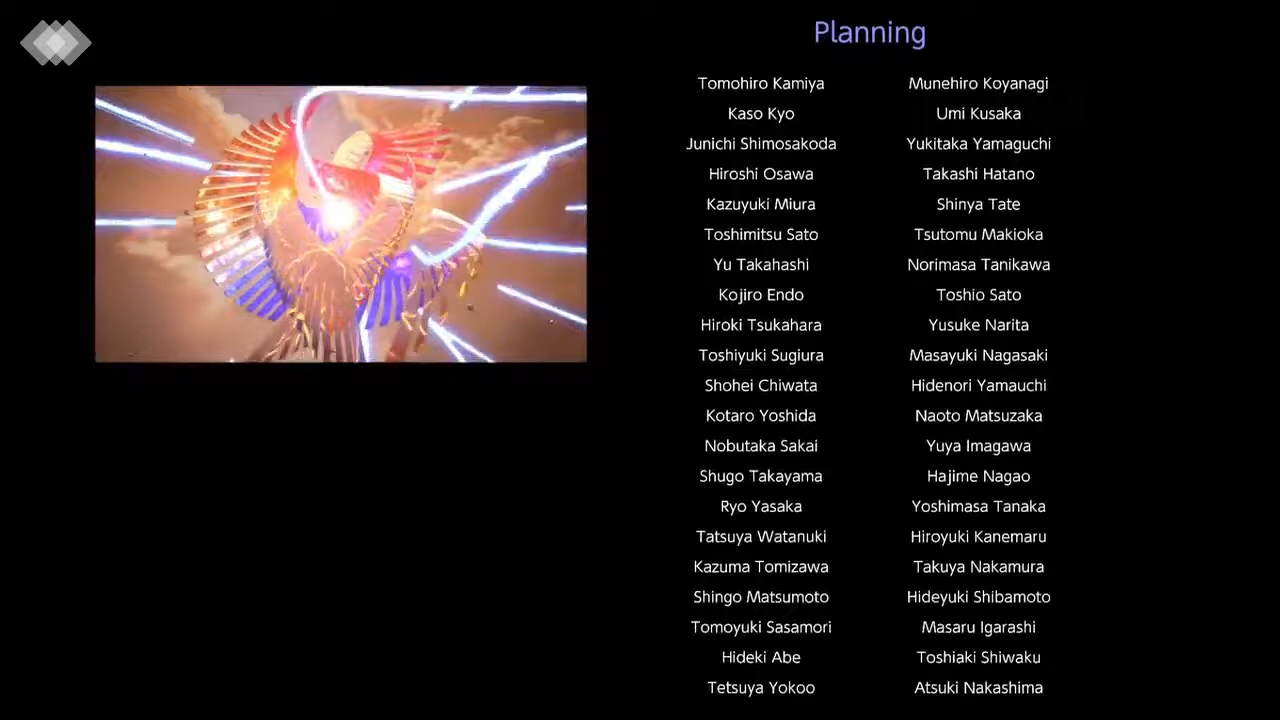 Planning
Tomohiro Kamiya Munehiro Koyanagi
Kaso Kyo Umi Kusaka
Junichi Shimosakoda Yukitaka Yamaguchi
Hiroshi Osawa Takashi Hatano
Kazuyuki Miura Shinya Tate
Toshimitsu Sato Tsutomu Makioka
Yu Takahashi Norimasa Tanikawa
Kojiro Endo Toshio Sato
Hiroki Tsukahara Yusuke Narita
Toshiyuki Sugiura Masayuki Nagasaki
Shohei Chiwata Hidenori Yamauchi
Kotaro Yoshida Naoto Matsuzaka
Nobutaka Sakai Yuya Imagawa
Shugo Takayama Hajime Nagao
Ryo Yasaka Yoshimasa Tanaka
Tatsuya Watanuki Hiroyuki Kanemaru
Kazuma Tomizawa Takuya Nakamura
Shingo Matsumoto Hideyuki Shibamoto
Tomoyuki Sasamori Masaru Igarashi
Hideki Abe Toshiaki Shiwaku
Tetsuya Yokoo Atsuki Nakashima